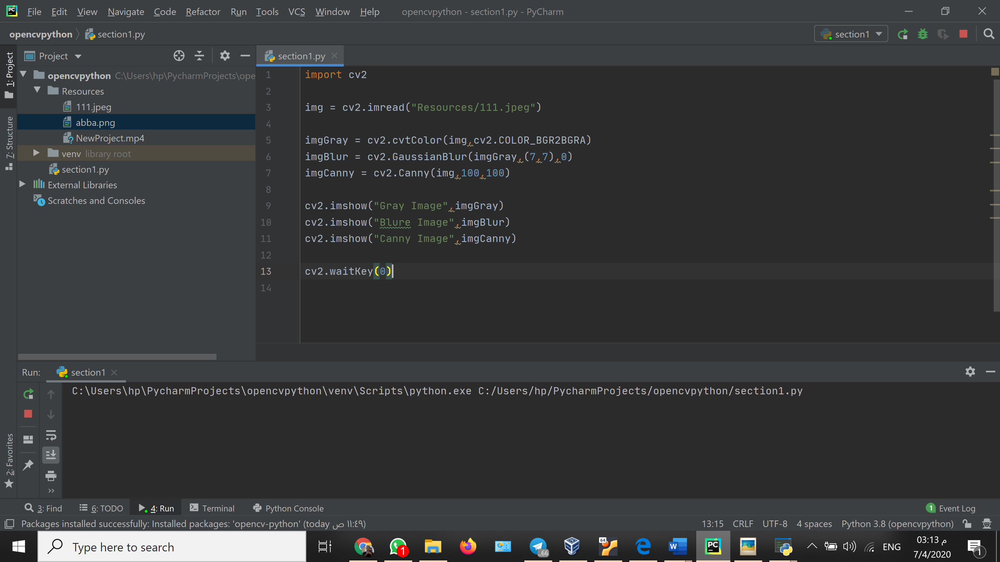 PC File Edit View Navigate Code Refactor Run Tools VCS Window Help opencvpython - section1.py - PyCharm
opencvpython section1.py section1
1: Project
Project
section1.py
opencvpython C:\Users\hp\PycharmProjects\ope
Resources
111.jpeg
abba.png
NewProject.mp4
venv library root
section1.py
External Libraries
Scratches and Consoles
7: Structure
1 import cv2
2
3 img = cv2.imread("Resources/111.jpeg")
4
5 imgGray = cv2.cvtColor(img,cv2.COLOR_BGR2BGRA)
6 imgBlur = cv2.GaussianBlur(imgGray,(7,7),0)
7 imgCanny = cv2.Canny(img,100,100)
8
9 cv2.imshow("Gray Image",imgGray)
10 cv2.imshow("Blure Image",imgBlur)
11 cv2.imshow("Canny Image",imgCanny)
12
13 cv2.waitKey(0)
14
Run: section1
C:\Users\hp\PycharmProjects\opencvpython\venv\Scripts\python.exe C:/Users/hp/PycharmProjects/opencvpython/section1.py
2: Favorites
3: Find 6: TODO 4: Run Terminal Python Console 1 Event Log
Packages installed successfully: Installed packages: 'opencv-python' (today ص ١١:٤٩) 13:15 CRLF UTF-8 4 spaces Python 3.8 (opencvpython)
Type here to search
1
..66
64
W
PC
ENG
03:13 م
7/4/2020
١